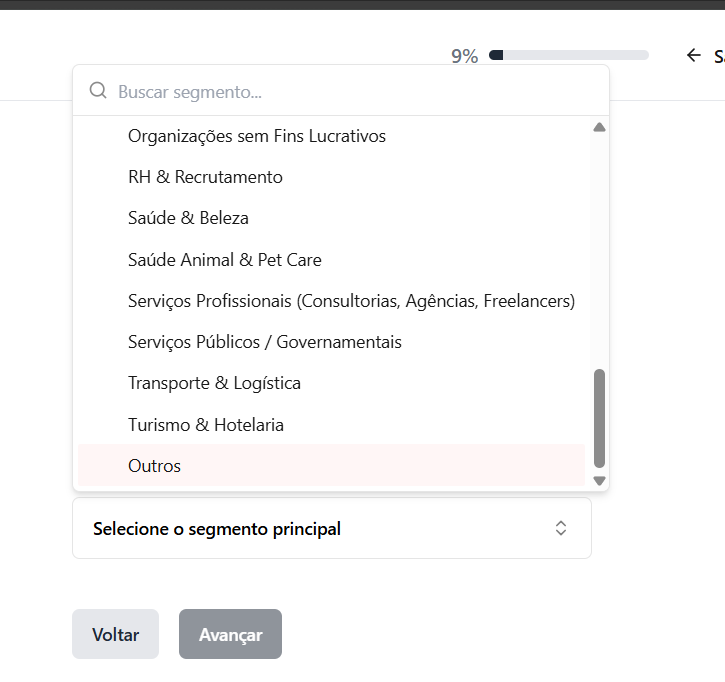 9%
Buscar segmento...
Organizações sem Fins Lucrativos
RH & Recrutamento
Saúde & Beleza
Saúde Animal & Pet Care
Serviços Profissionais (Consultorias, Agências, Freelancers)
Serviços Públicos / Governamentais
Transporte & Logística
Turismo & Hotelaria
Outros
Selecione o segmento principal
Voltar
Avançar